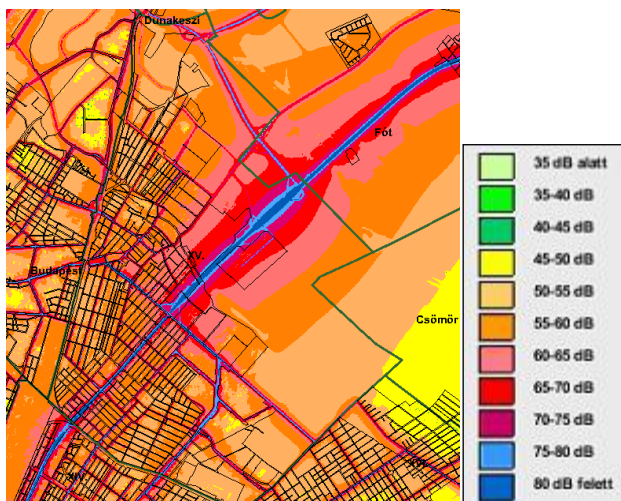 Dunakeszi
Fót
XV.
Budapest
Csömör
XIV.
XVI.
35 dB alatt
35-40 dB
40-45 dB
45-50 dB
50-55 dB
55-60 dB
60-65 dB
65-70 dB
70-75 dB
75-80 dB
80 dB felett